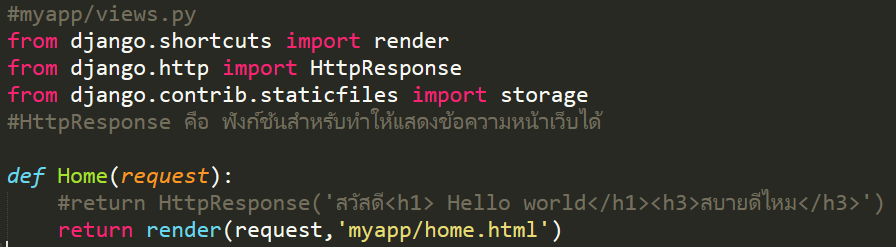 #myapp/views.py
from django.shortcuts import render
from django.http import HttpResponse
from django.contrib.staticfiles import storage
#HttpResponse คือ ฟังก์ชันสำหรับทำให้แสดงข้อความหน้าเว็บได้
def Home(request):
#return HttpResponse('สวัสดี<h1> Hello world</h1><h3>สบายดีไหม</h3>')
return render(request,'myapp/home.html')